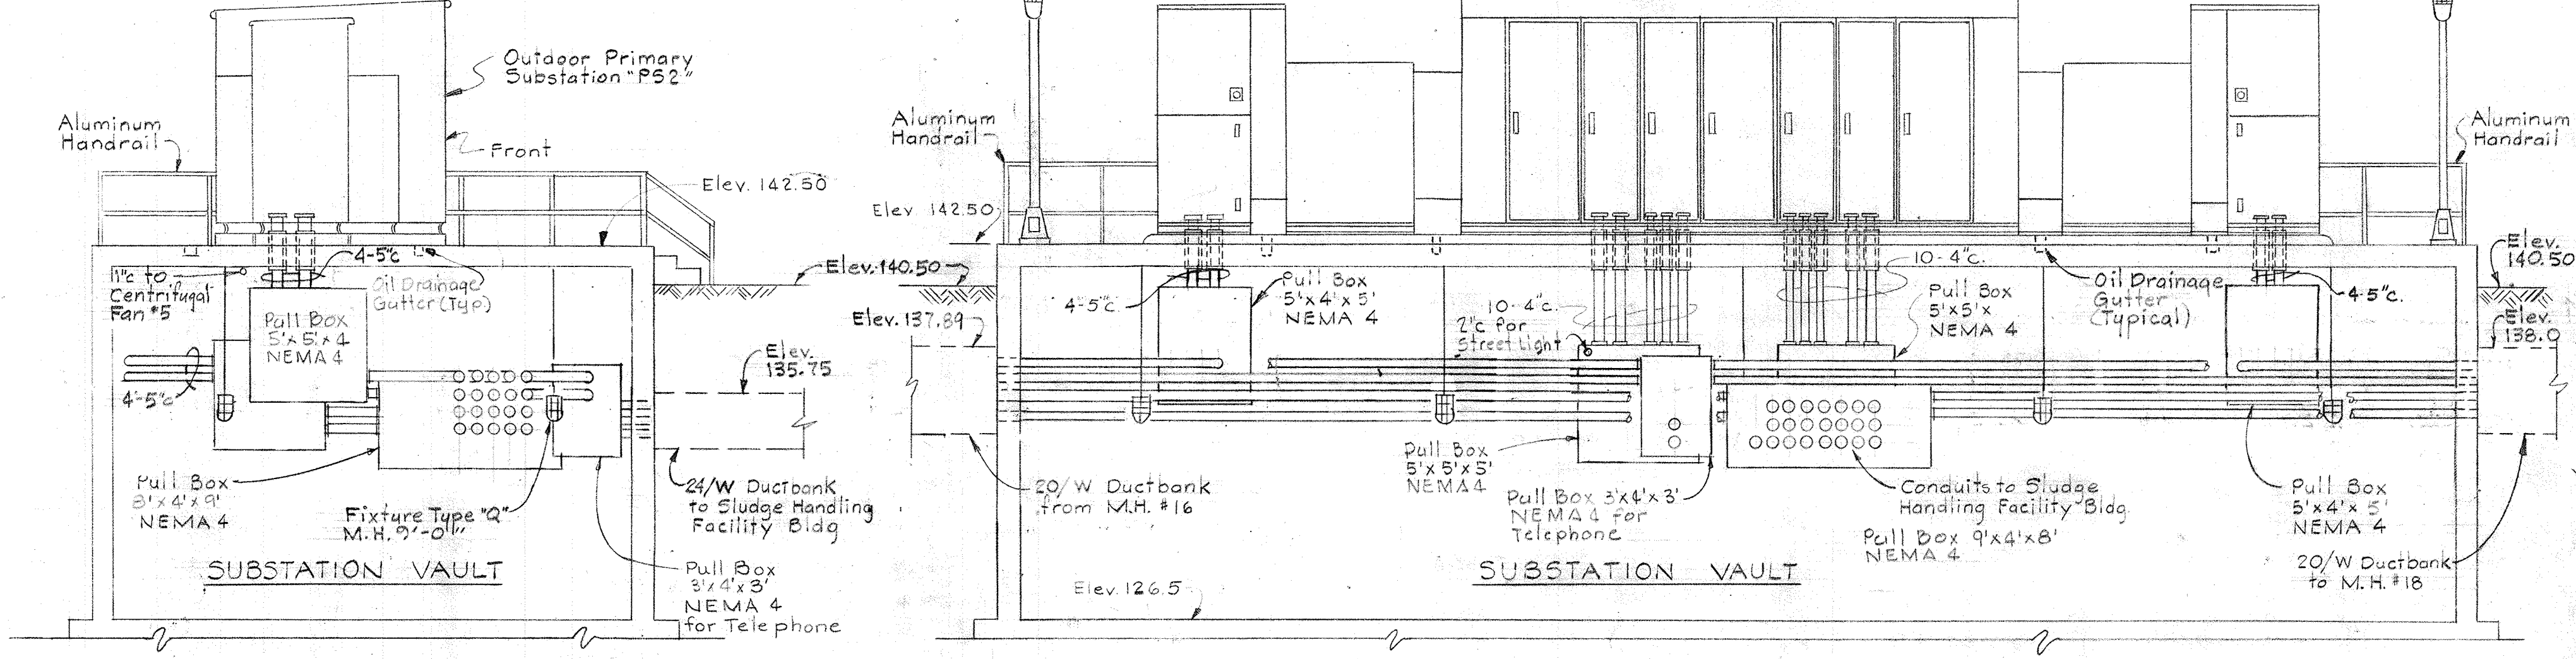 Outdoor Primary
Substation "PS2"
Aluminum
Handrail
Front
Elev. 142.50
4-5"c
1"c to
Centrifugal
Fan #5
Oil Drainage
Gutter (Typ)
Pull Box
5'x 5'x 4
NEMA 4
4-5"c
Elev. 140.50
Elev.
135.75
Pull Box
8'x4'x9'
NEMA 4
Fixture Type "Q"
M.H. 9'-0"
24/W Ductbank
to Sludge Handling
Facility Bldg
Pull Box
3'x4'x3'
NEMA 4
for Telephone
SUBSTATION VAULT
Aluminum
Handrail
Elev. 142.50
Elev. 137.89
4-5"c.
Pull Box
5'x4'x5'
NEMA 4
10-4"c.
2"c for
Street Light
10-4"c.
Pull Box
5'x5'x
NEMA 4
Oil Drainage
Gutter
(Typical)
4-5"c.
Aluminum
Handrail
Elev.
140.50
Elev.
138.0
20/W Ductbank
from M.H. #16
Pull Box
5'x5'x5'
NEMA 4
Pull Box 3'x4'x3'
NEMA 4 for
Telephone
Conduits to Sludge
Handling Facility Bldg.
Pull Box 9'x4'x8'
NEMA 4
Pull Box
5'x4'x5'
NEMA 4
20/W Ductbank
to M.H. #18
Elev. 126.5
SUBSTATION VAULT